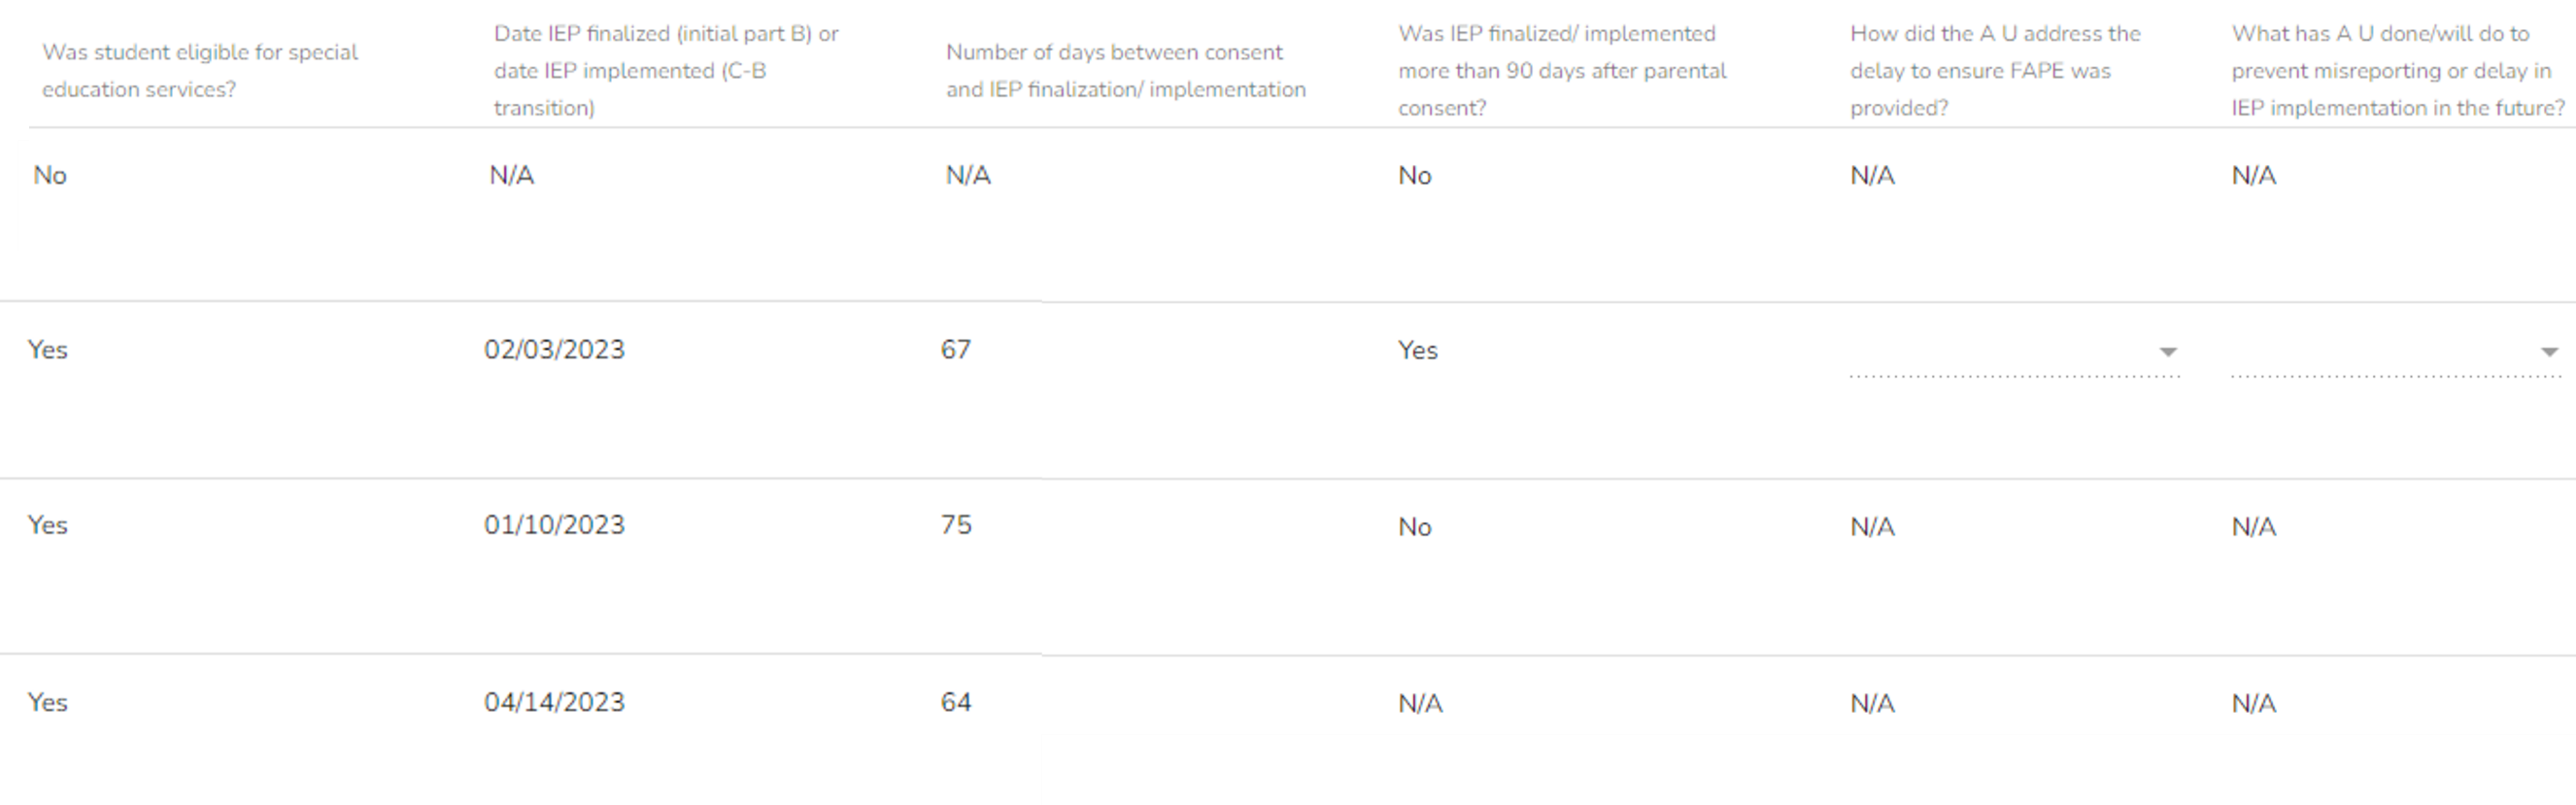 Was student eligible for special
education services?
Date IEP finalized (initial part B) or
date IEP implemented (C-B
transition)
Number of days between consent
and IEP finalization/ implementation
Was IEP finalized/ implemented
more than 90 days after parental
consent?
How did the A U address the
delay to ensure FAPE was
provided?
What has A U done/will do to
prevent misreporting or delay in
IEP implementation in the future?
No N/A N/A No N/A N/A
Yes 02/03/2023 67 Yes
Yes 01/10/2023 75 No N/A N/A
Yes 04/14/2023 64 N/A N/A N/A